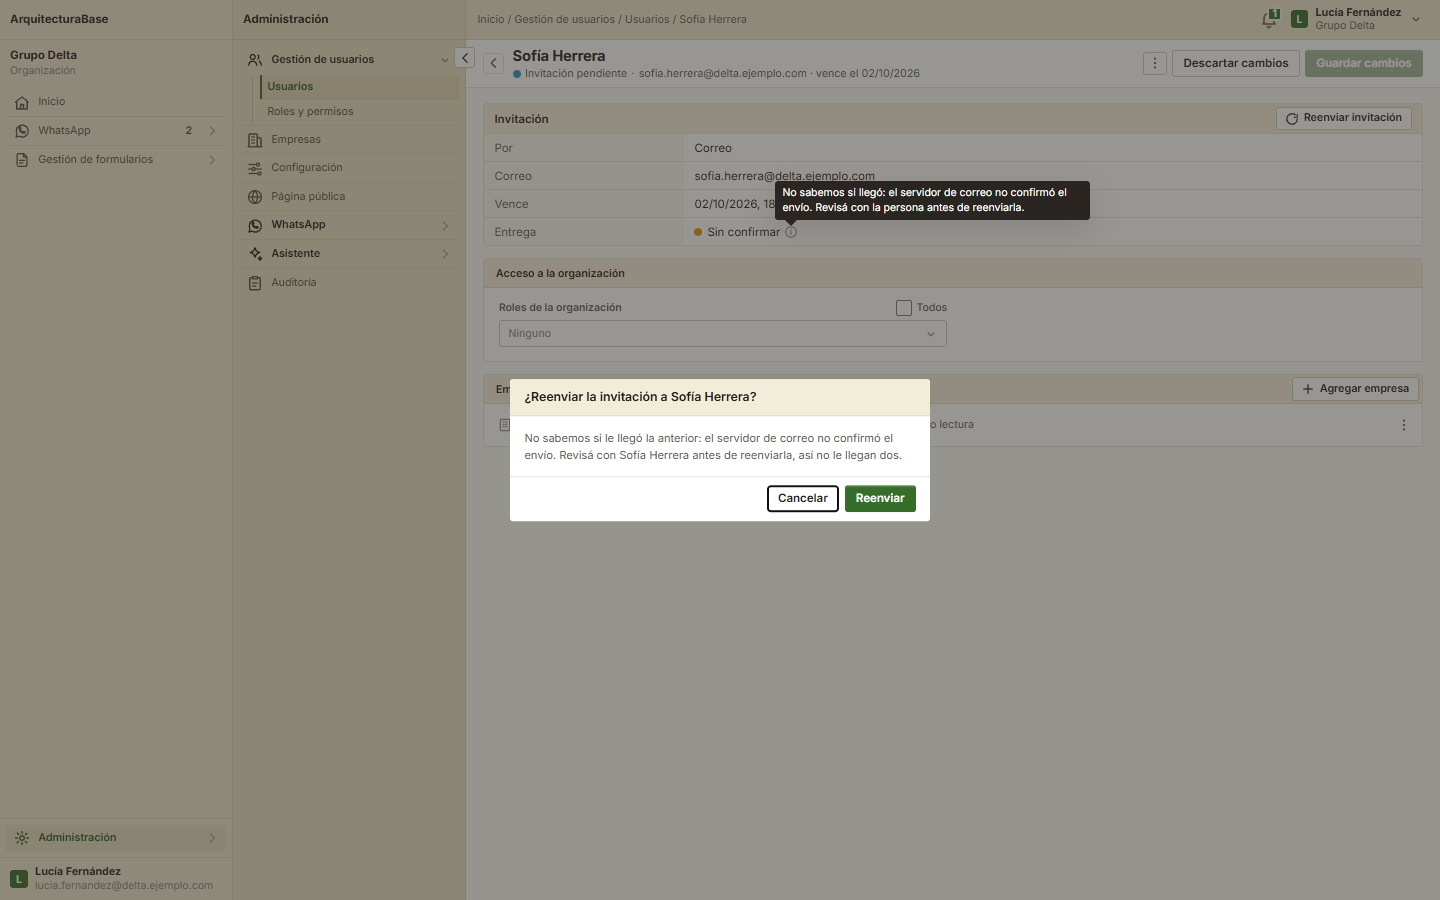 ArquitecturaBase
Grupo Delta
Organización
Inicio
WhatsApp 2
Gestión de formularios
Administración
Lucía Fernández
lucia.fernandez@delta.ejemplo.com
Administración
Gestión de usuarios
Usuarios
Roles y permisos
Empresas
Configuración
Página pública
WhatsApp
Asistente
Auditoría
Inicio / Gestión de usuarios / Usuarios / Sofía Herrera
1
L
Lucía Fernández
Grupo Delta
Sofía Herrera
Invitación pendiente · sofia.herrera@delta.ejemplo.com · vence el 02/10/2026
Descartar cambios
Guardar cambios
Invitación
Reenviar invitación
Por Correo
Correo sofia.herrera@delta.ejemplo.com
Vence 02/10/2026, 18
No sabemos si llegó: el servidor de correo no confirmó el
envío. Revisá con la persona antes de reenviarla.
Entrega Sin confirmar
Acceso a la organización
Roles de la organización Todos
Ninguno
Em
Agregar empresa
o lectura
¿Reenviar la invitación a Sofía Herrera?
No sabemos si le llegó la anterior: el servidor de correo no confirmó el
envío. Revisá con Sofía Herrera antes de reenviarla, así no le llegan dos.
Cancelar
Reenviar
L